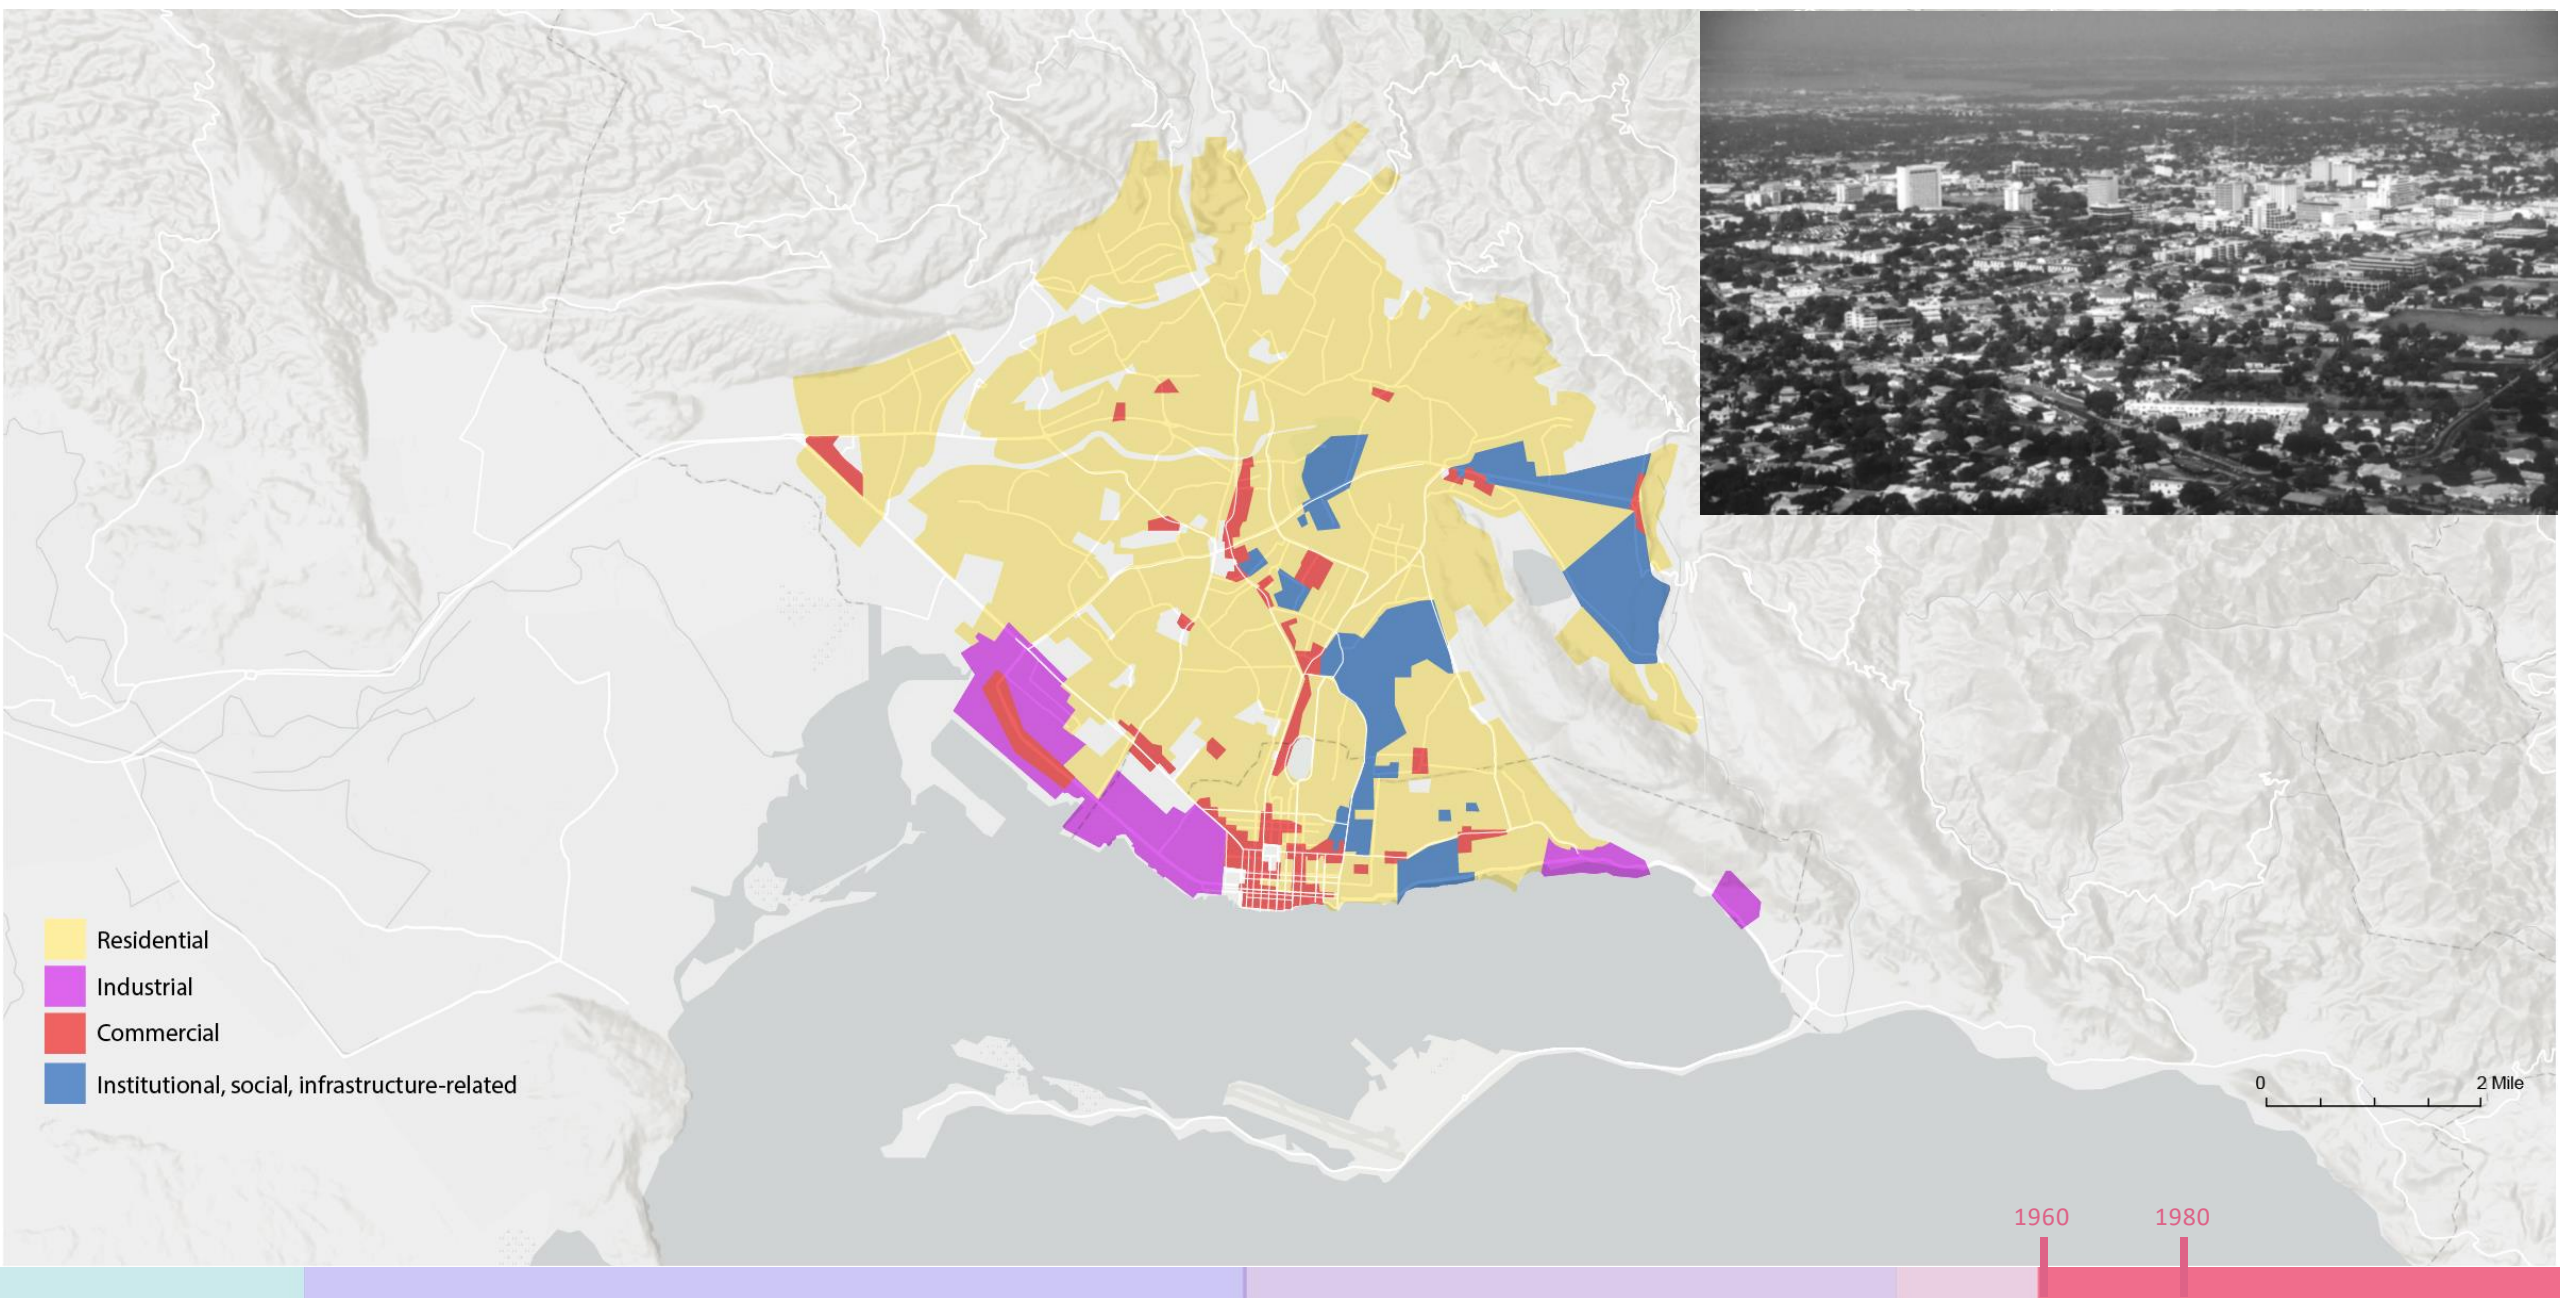 Residential
Industrial
Commercial
Institutional, social, infrastructure-related
0 2 Mile
1960 1980